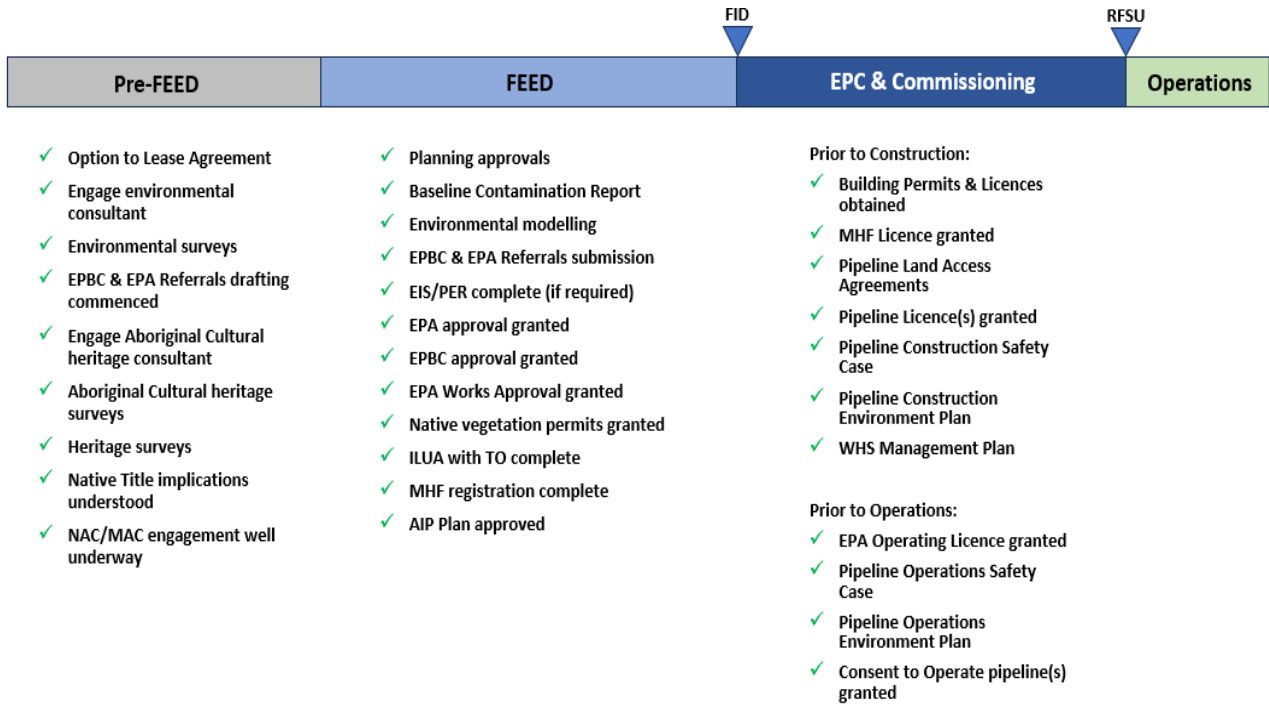 FID
RFSU
Pre-FEED
FEED
EPC & Commissioning
Operations
Option to Lease Agreement
Engage environmental
consultant
Environmental surveys
EPBC & EPA Referrals drafting
commenced
Engage Aboriginal Cultural
heritage consultant
Aboriginal Cultural heritage
surveys
Heritage surveys
Native Title implications
understood
NAC/MAC engagement well
underway
Planning approvals
Baseline Contamination Report
Environmental modelling
EPBC & EPA Referrals submission
EIS/PER complete (if required)
EPA approval granted
EPBC approval granted
EPA Works Approval granted
Native vegetation permits granted
ILUA with TO complete
MHF registration complete
AIP Plan approved
Prior to Construction:
Building Permits & Licences
obtained
MHF Licence granted
Pipeline Land Access
Agreements
Pipeline Licence(s) granted
Pipeline Construction Safety
Case
Pipeline Construction
Environment Plan
WHS Management Plan
Prior to Operations:
EPA Operating Licence granted
Pipeline Operations Safety
Case
Pipeline Operations
Environment Plan
Consent to Operate pipeline(s)
granted